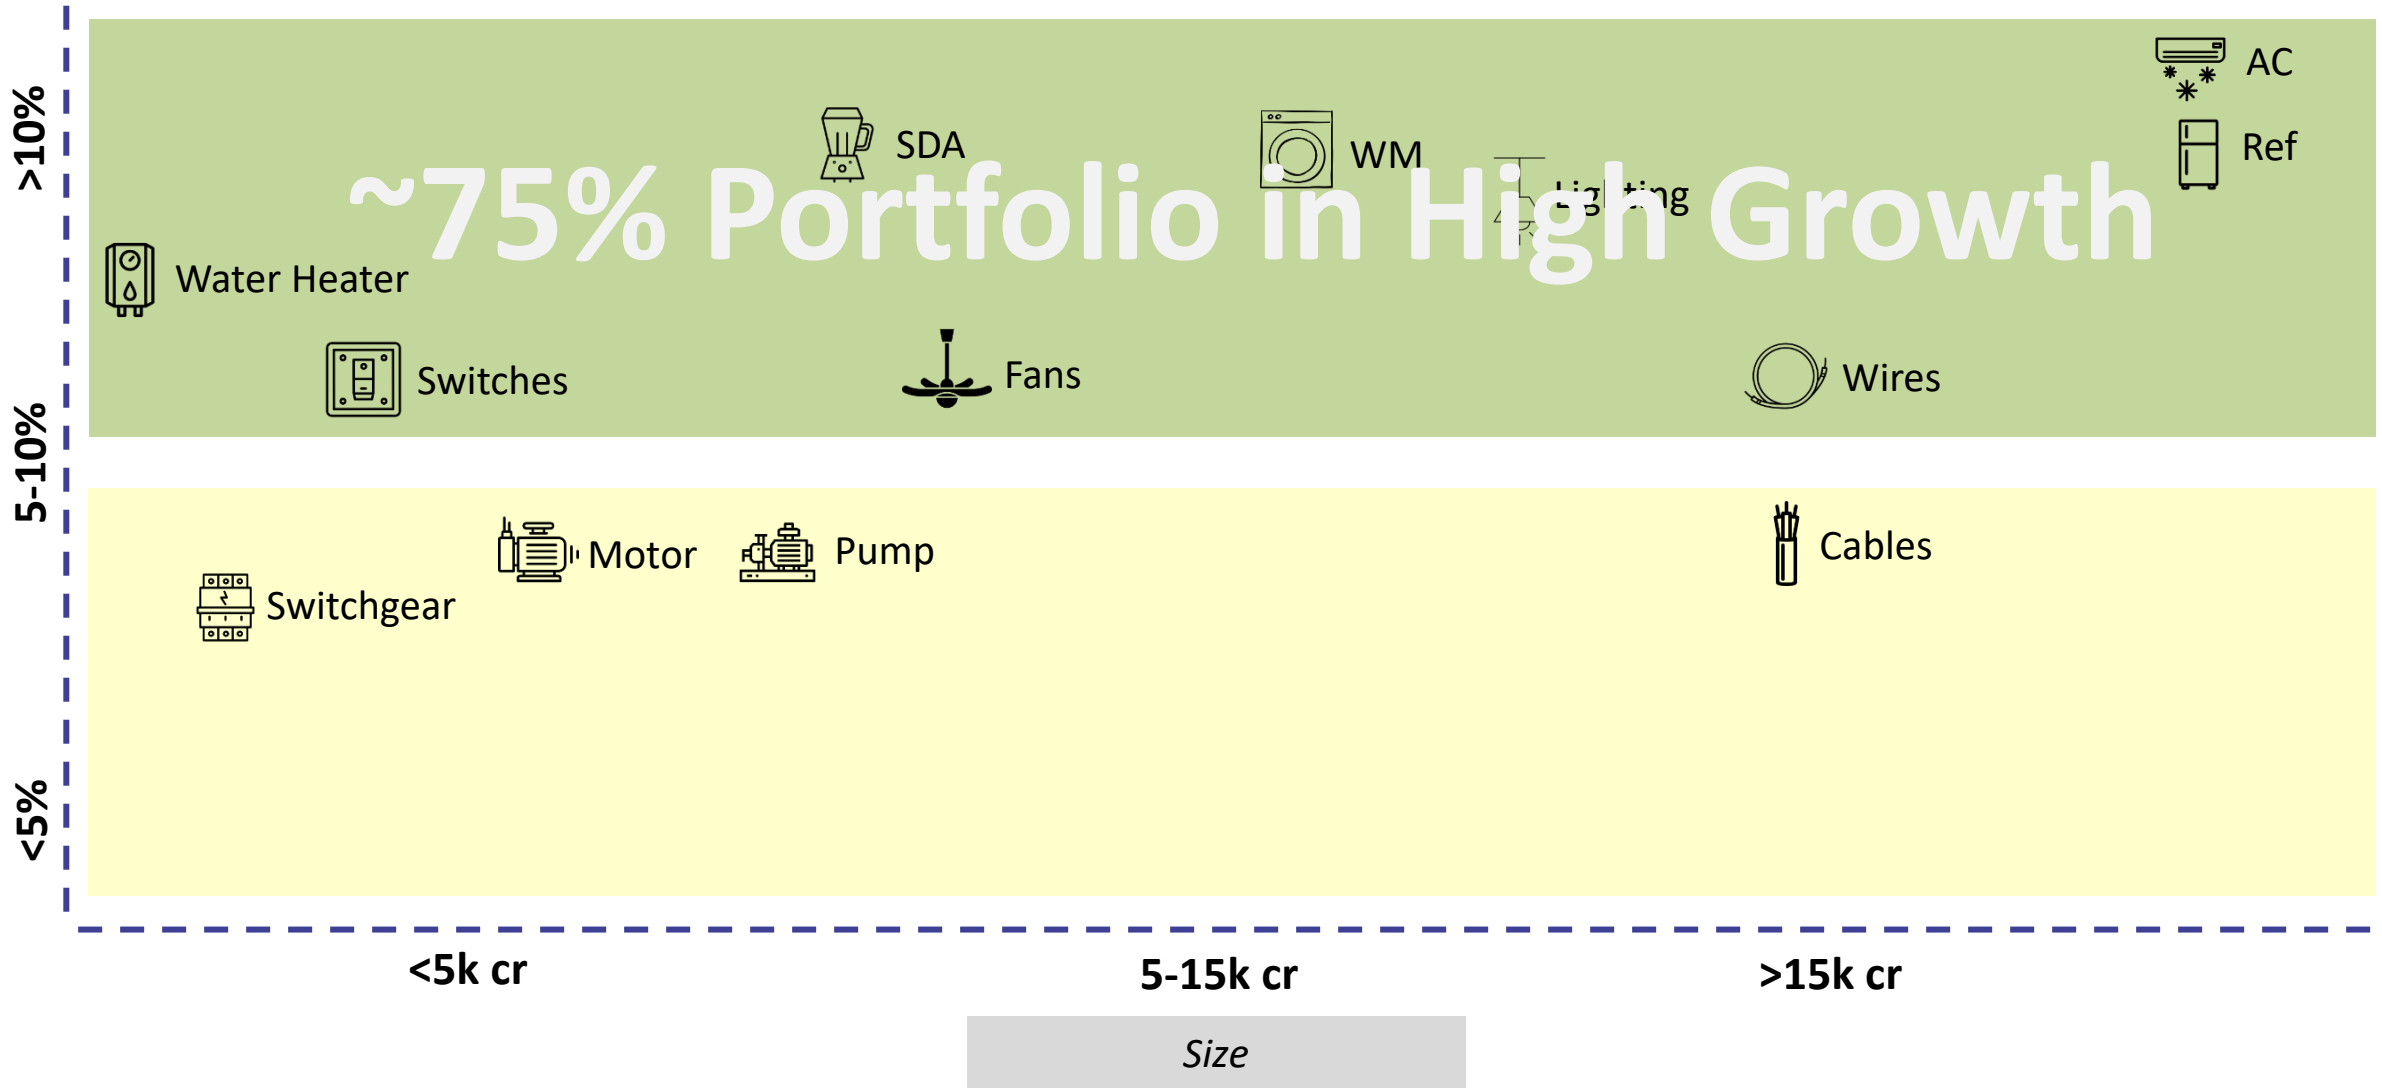 >10%
5-10%
<5%
AC
SDA
WM
Ref
Lighting
~75% Portfolio in High Growth
Water Heater
Switches
Fans
Wires
Motor
Pump
Cables
Switchgear
<5k cr
5-15k cr
>15k cr
Size